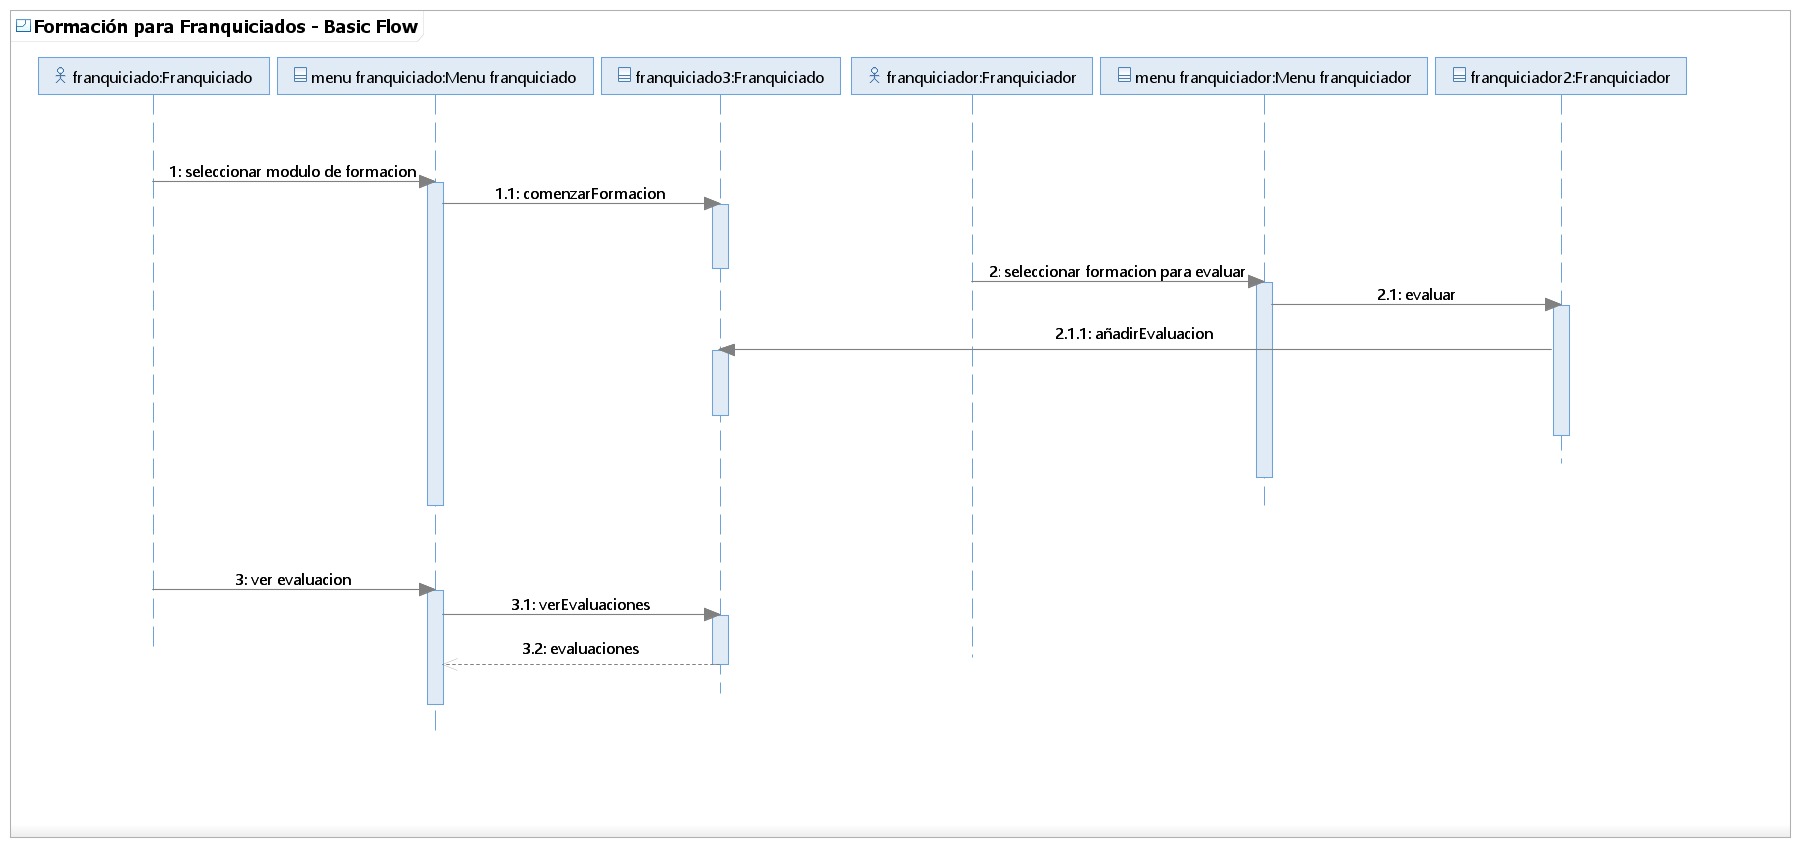 Formación para Franquiciados - Basic Flow
franquiciado:Franquiciado
menu franquiciado:Menu franquiciado
franquiciado3:Franquiciado
franquiciador:Franquiciador
menu franquiciador:Menu franquiciador
franquiciador2:Franquiciador
1: seleccionar modulo de formacion
1.1: comenzarFormacion
2: seleccionar formacion para evaluar
2.1: evaluar
2.1.1: añadirEvaluacion
3: ver evaluacion
3.1: verEvaluaciones
3.2: evaluaciones